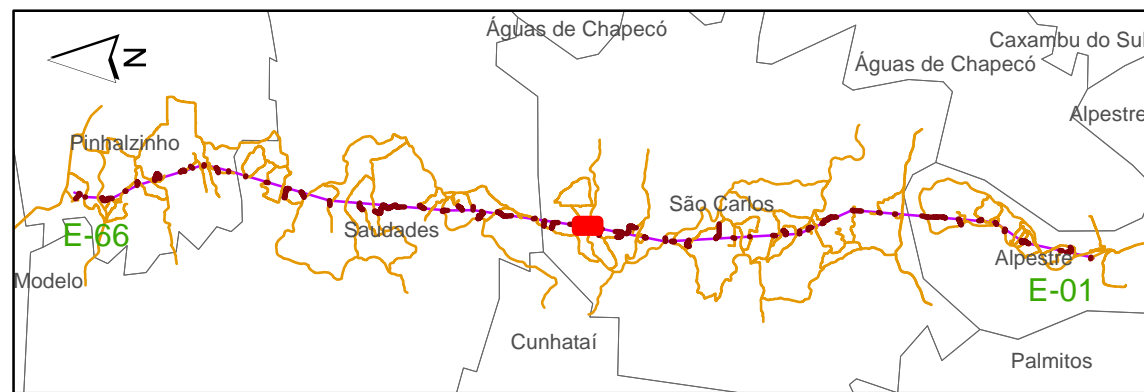 Águas de Chapecó
Caxambu do Sul
N
Águas de Chapecó
Alpestre
Pinhalzinho
São Carlos
E-66
Saudades
Alpestre
Modelo
E-01
Cunhataí
Palmitos